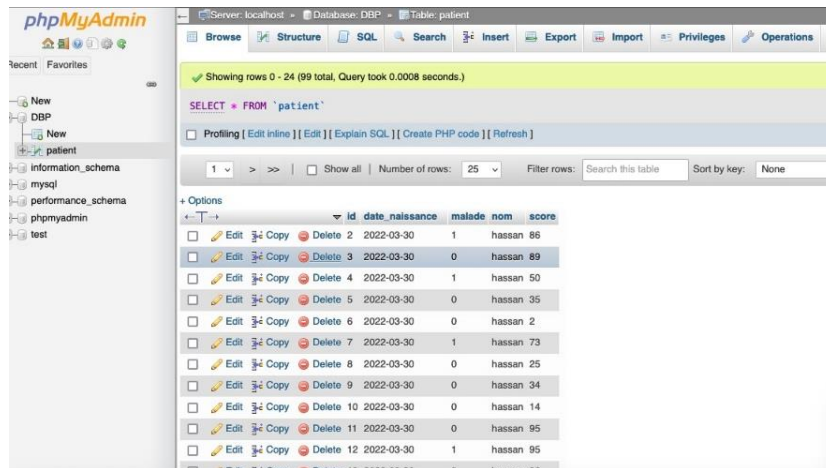 phpMyAdmin
Recent Favorites
New
DBP
New
patient
information_schema
mysql
performance_schema
phpmyadmin
test
Server: localhost » Database: DBP » Table: patient
Browse Structure SQL Search Insert Export Import Privileges Operations
Showing rows 0 - 24 (99 total, Query took 0.0008 seconds.)
SELECT * FROM `patient`
Profiling [ Edit inline ] [ Edit ] [ Explain SQL ] [ Create PHP code ] [ Refresh ]
1 > >> | Show all | Number of rows: 25 Filter rows: Search this table Sort by key: None
+ Options
id date_naissance malade nom score
Edit Copy Delete 2 2022-03-30 1 hassan 86
Edit Copy Delete 3 2022-03-30 0 hassan 89
Edit Copy Delete 4 2022-03-30 1 hassan 50
Edit Copy Delete 5 2022-03-30 0 hassan 35
Edit Copy Delete 6 2022-03-30 0 hassan 2
Edit Copy Delete 7 2022-03-30 1 hassan 73
Edit Copy Delete 8 2022-03-30 0 hassan 25
Edit Copy Delete 9 2022-03-30 0 hassan 34
Edit Copy Delete 10 2022-03-30 0 hassan 14
Edit Copy Delete 11 2022-03-30 0 hassan 95
Edit Copy Delete 12 2022-03-30 1 hassan 95